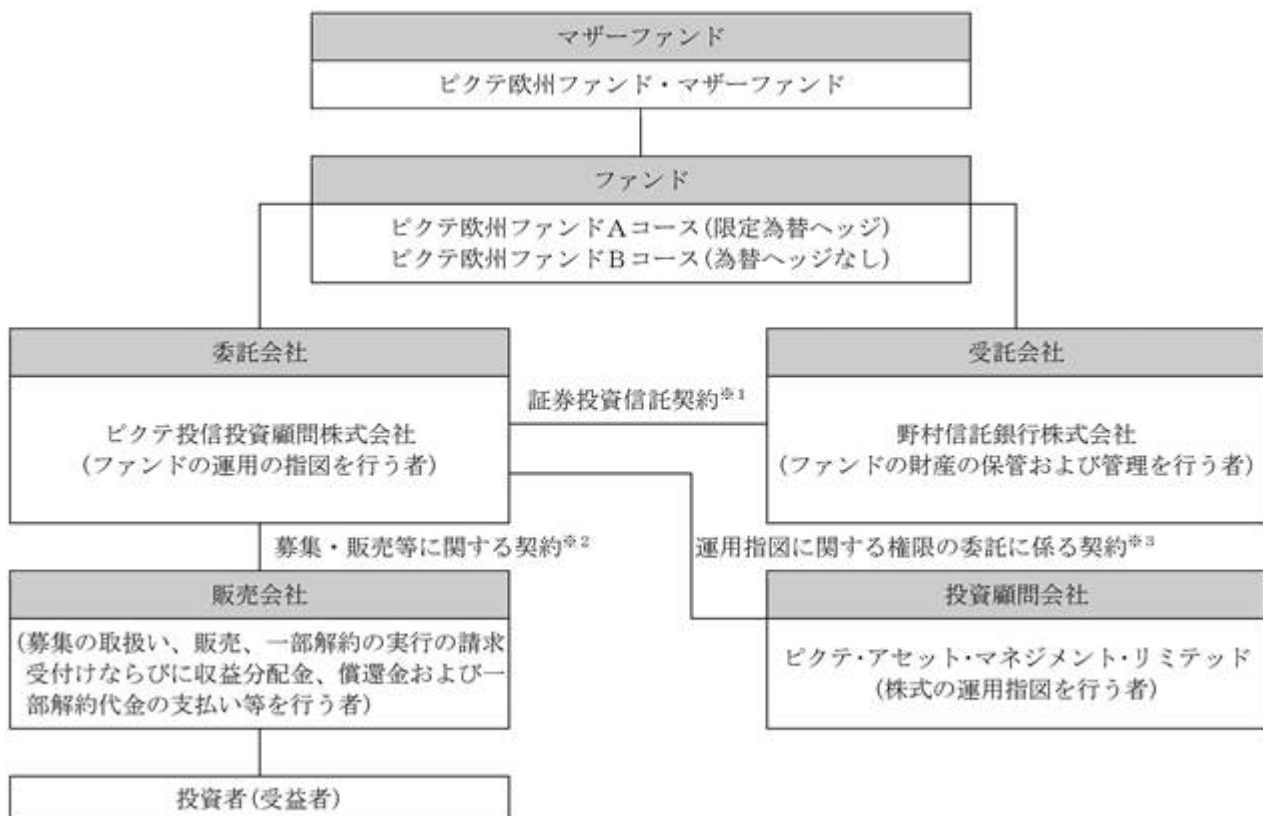 マザーファンド
ピクテ欧州ファンド・マザーファンド
ファンド
ピクテ欧州ファンドAコース(限定為替ヘッジ)
ピクテ欧州ファンドBコース(為替ヘッジなし)
委託会社
ピクテ投信投資顧問株式会社
(ファンドの運用の指図を行う者)
証券投資信託契約※1
受託会社
野村信託銀行株式会社
(ファンドの財産の保管および管理を行う者)
募集・販売等に関する契約※2
運用指図に関する権限の委託に係る契約※3
販売会社
(募集の取扱い、販売、一部解約の実行の請求
受付けならびに収益分配金、償還金および一
部解約代金の支払い等を行う者)
投資顧問会社
ピクテ・アセット・マネジメント・リミテッド
(株式の運用指図を行う者)
投資者(受益者)